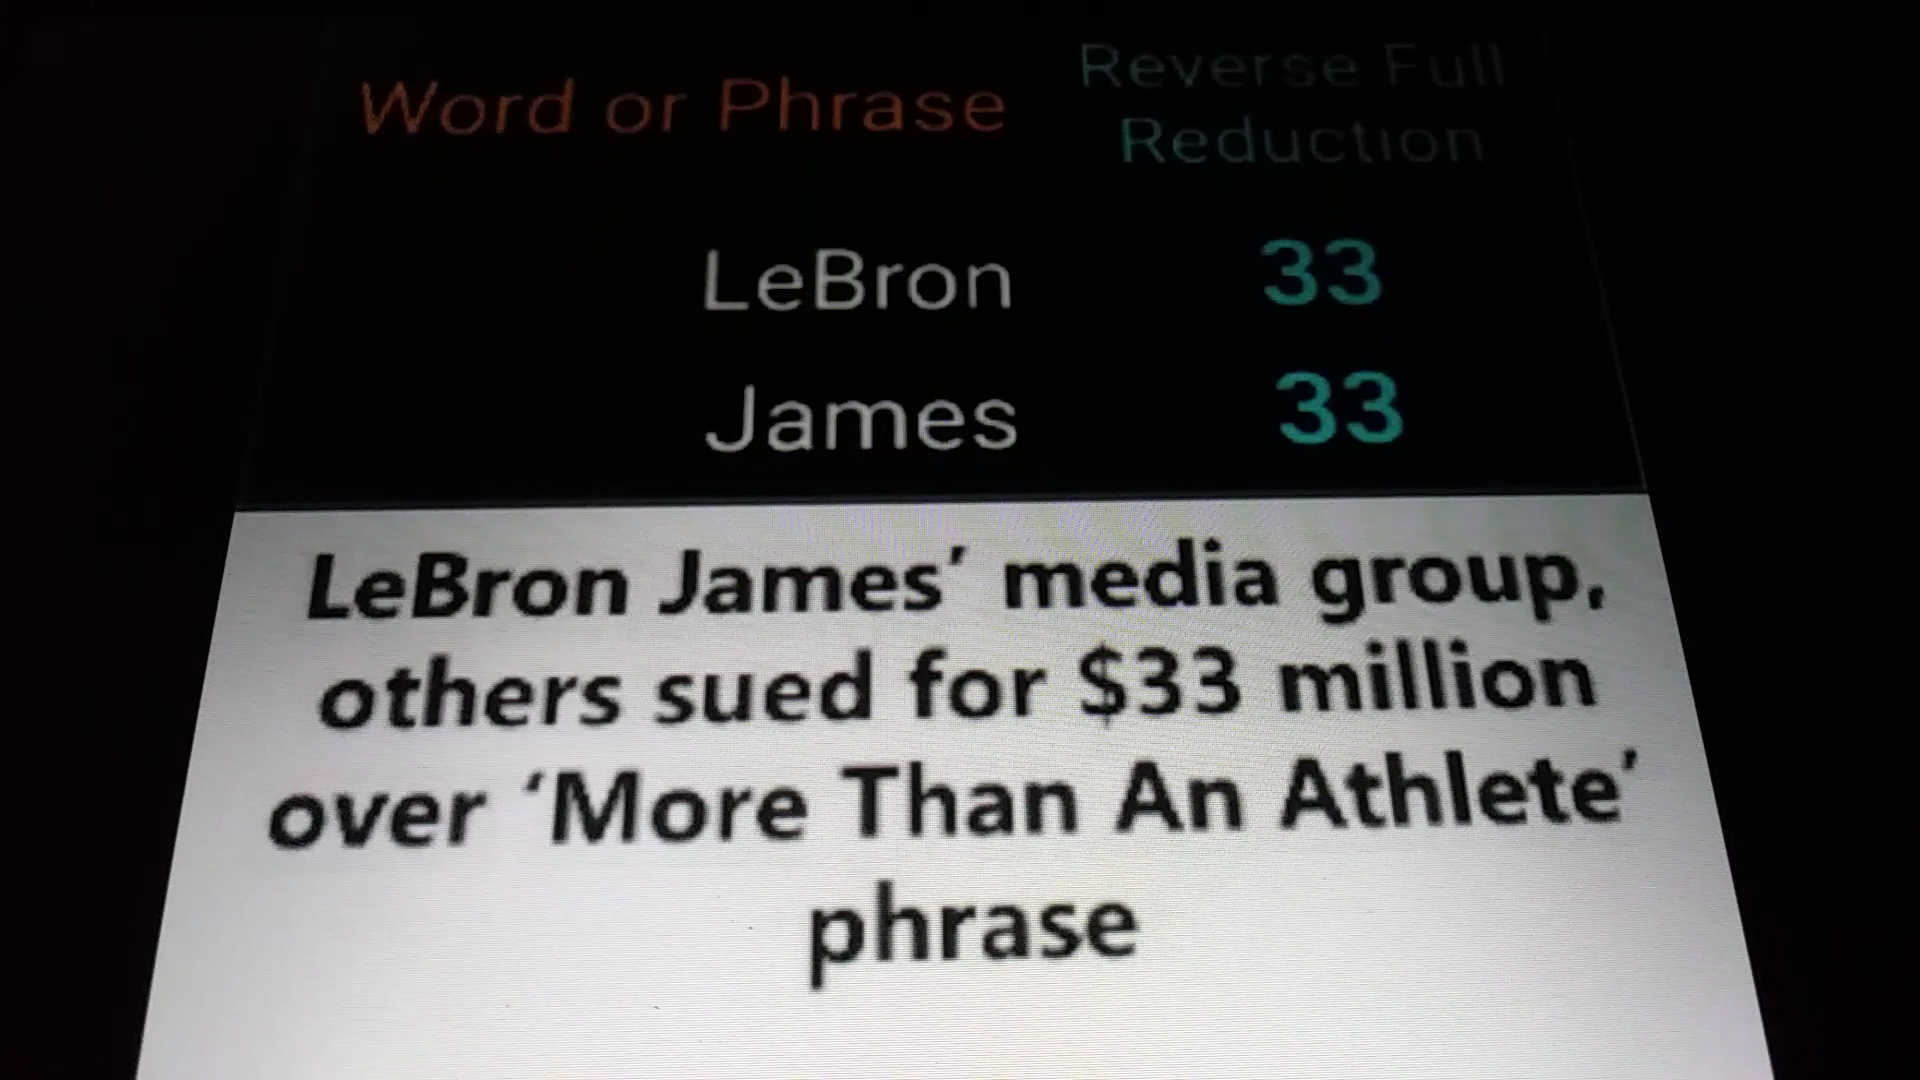 Word or Phrase
Reverse Full
Reduction
LeBron 33
James 33
LeBron James’ media group,
others sued for $33 million
over ‘More Than An Athlete’
phrase